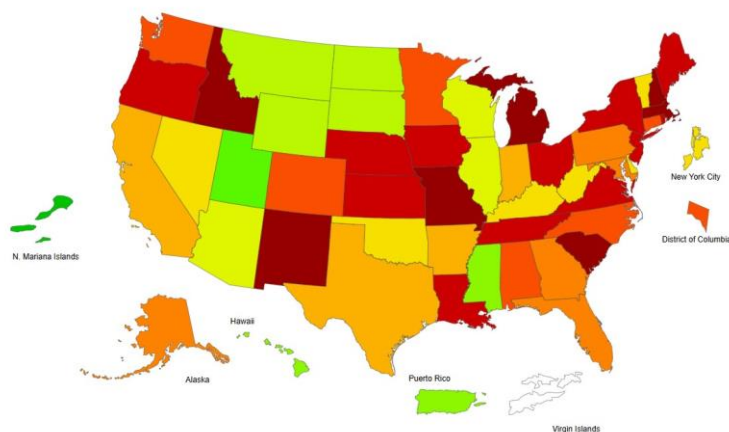 New York City
District of Columbia
N. Mariana Islands
Hawaii
Alaska
Puerto Rico
Virgin Islands